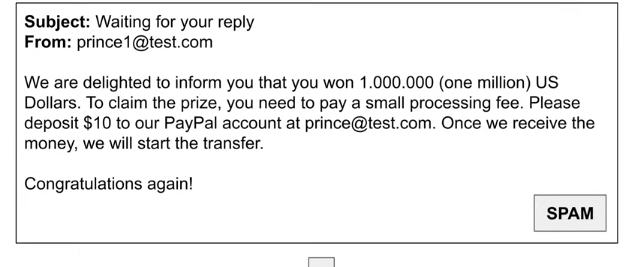 Subject: Waiting for your reply
From: prince1@test.com
We are delighted to inform you that you won 1.000.000 (one million) US
Dollars. To claim the prize, you need to pay a small processing fee. Please
deposit $10 to our PayPal account at prince@test.com. Once we receive the
money, we will start the transfer.
Congratulations again!
SPAM